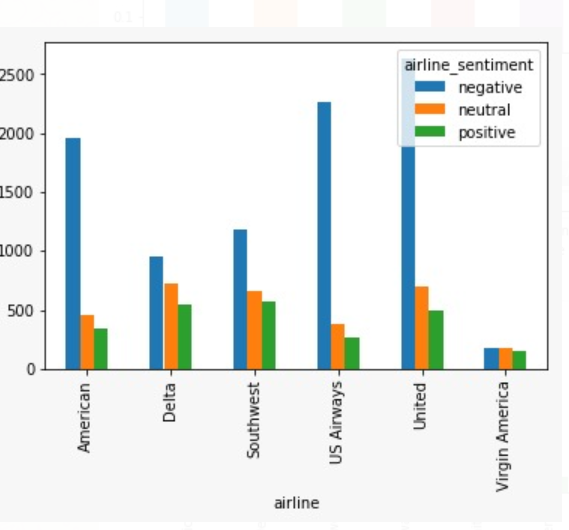 airline_sentiment
negative
neutral
positive
2500
2000
1500
1000
500
0
American
Delta
Southwest
US Airways
United
Virgin America
airline